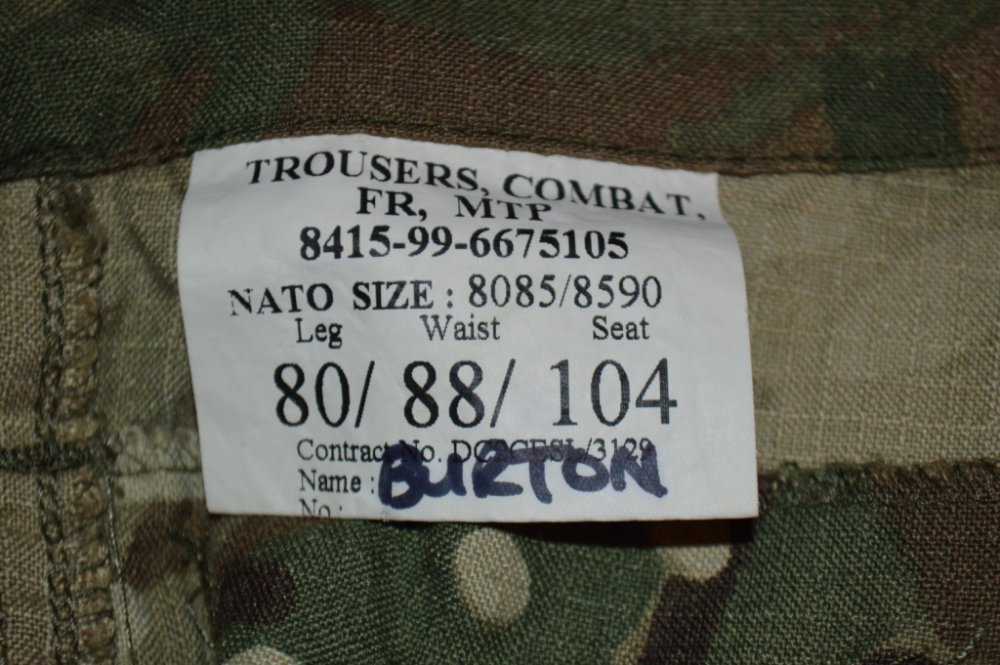 TROUSERS, COMBAT,
FR, MTP
8415-99-6675105
NATO SIZE : 8085/8590
Leg Waist Seat
80/ 88/ 104
Contract No. /3129
Name : BURTON
No :